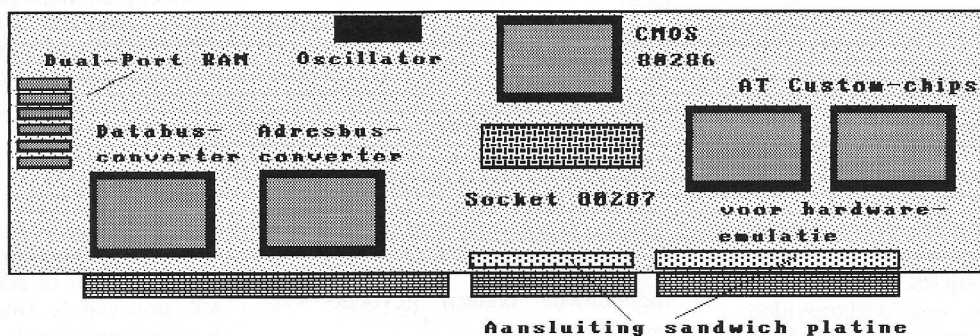 CMOS
80286
Dual-Port RAM
Oscillator
AT Custom-chips
Databus-
converter
Adresbus-
converter
Socket 80287
voor hardware-
emulatie
Aansluiting sandwich platine